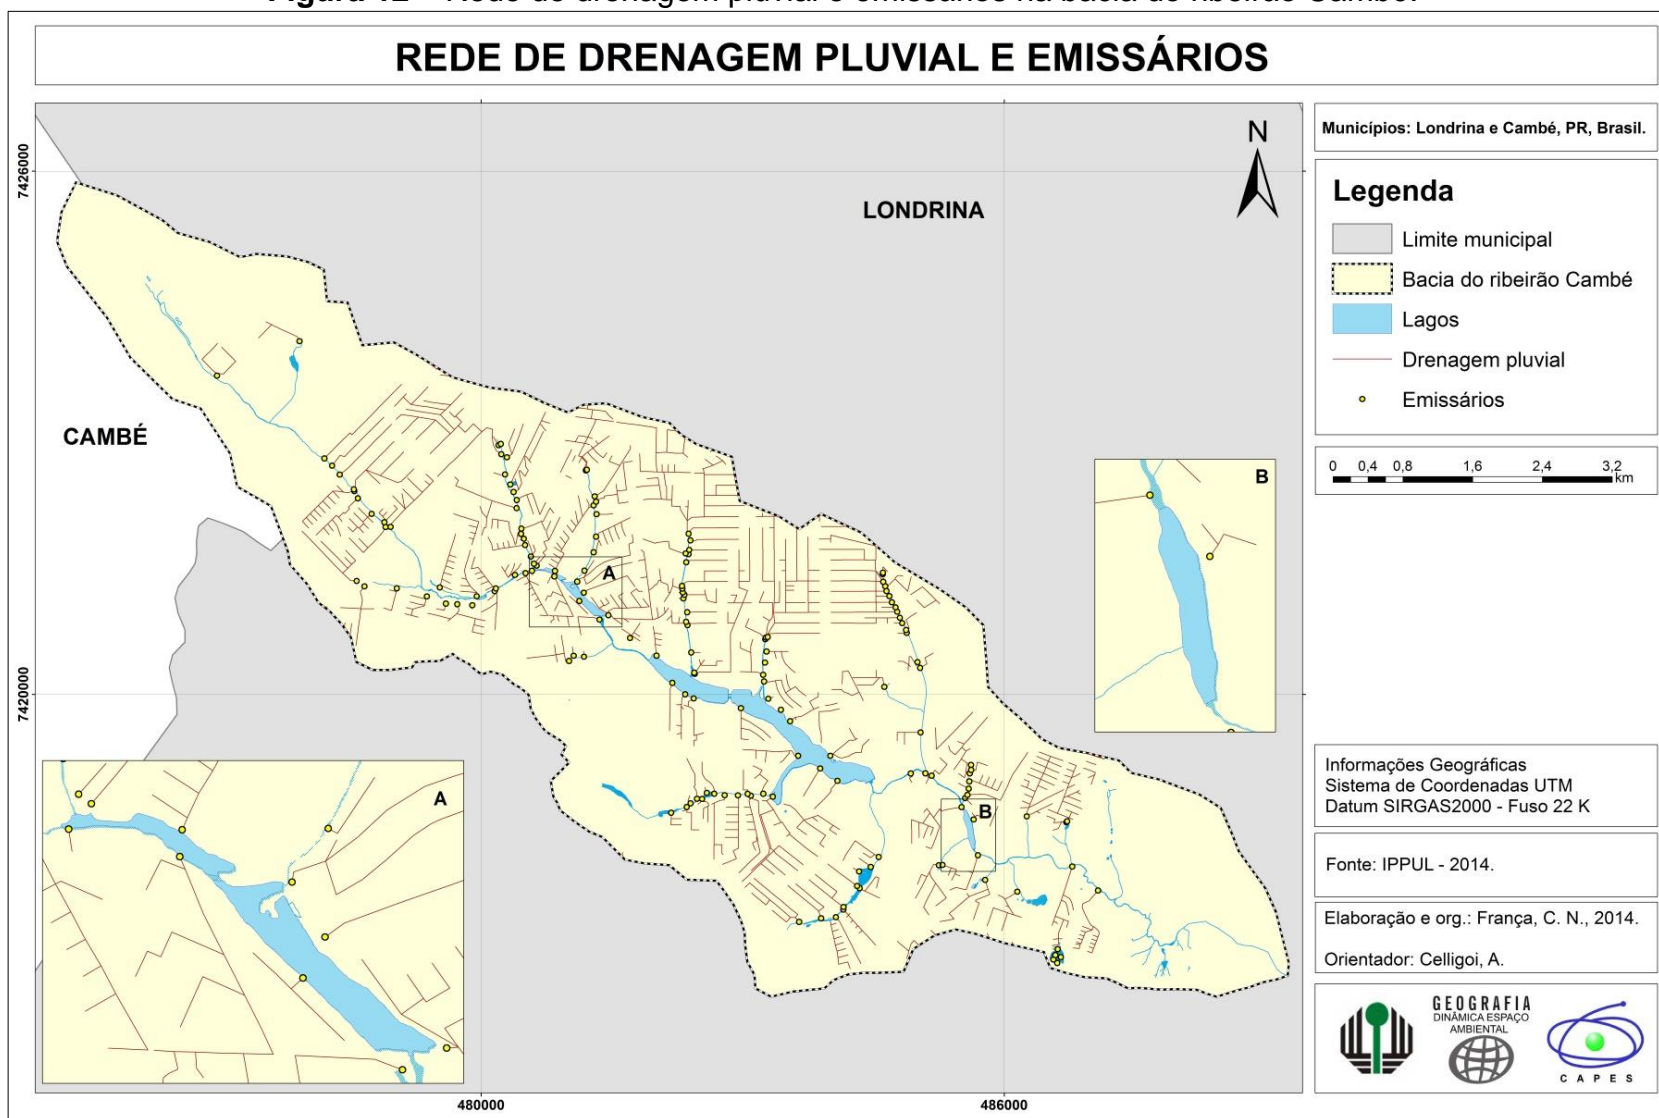 REDE DE DRENAGEM PLUVIAL E EMISSÁRIOS
Municípios: Londrina e Cambé, PR, Brasil.
N
LONDRINA
CAMBÉ
7426000
7420000
480000
486000
A
B
A
B
Legenda
Limite municipal
Bacia do ribeirão Cambé
Lagos
Drenagem pluvial
Emissários
0 0,4 0,8 1,6 2,4 3,2
km
Informações Geográficas
Sistema de Coordenadas UTM
Datum SIRGAS2000 - Fuso 22 K
Fonte: IPPUL - 2014.
Elaboração e org.: França, C. N., 2014.
Orientador: Celligoi, A.
GEOGRAFIA
DINÂMICA ESPAÇO
AMBIENTAL
CAPES